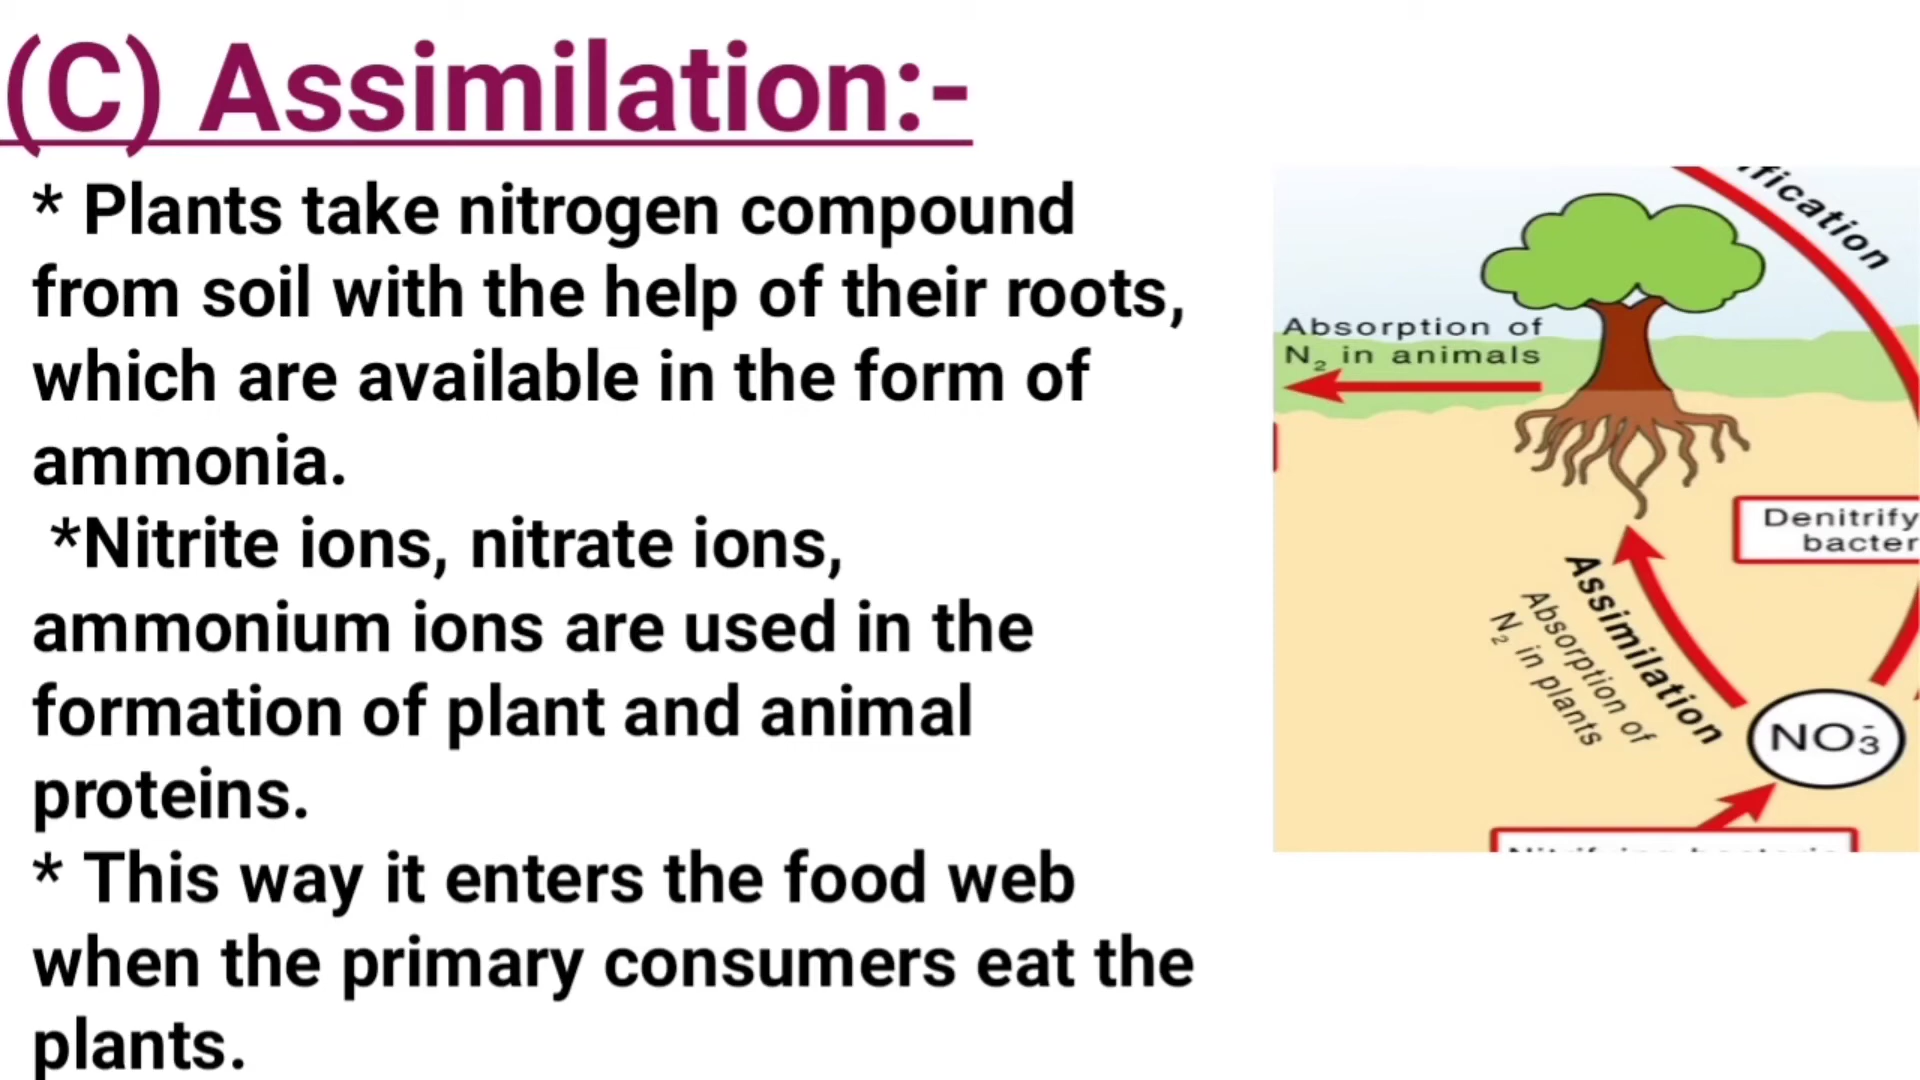 (C) Assimilation:-
* Plants take nitrogen compound
from soil with the help of their roots,
which are available in the form of
ammonia.
*Nitrite ions, nitrate ions,
ammonium ions are used in the
formation of plant and animal
proteins.
* This way it enters the food web
when the primary consumers eat the
plants.
ification
Absorption of
N₂ in animals
Denitrify
bacter
Assimilation
Absorption of
N₂ in plants
NO₃⁻